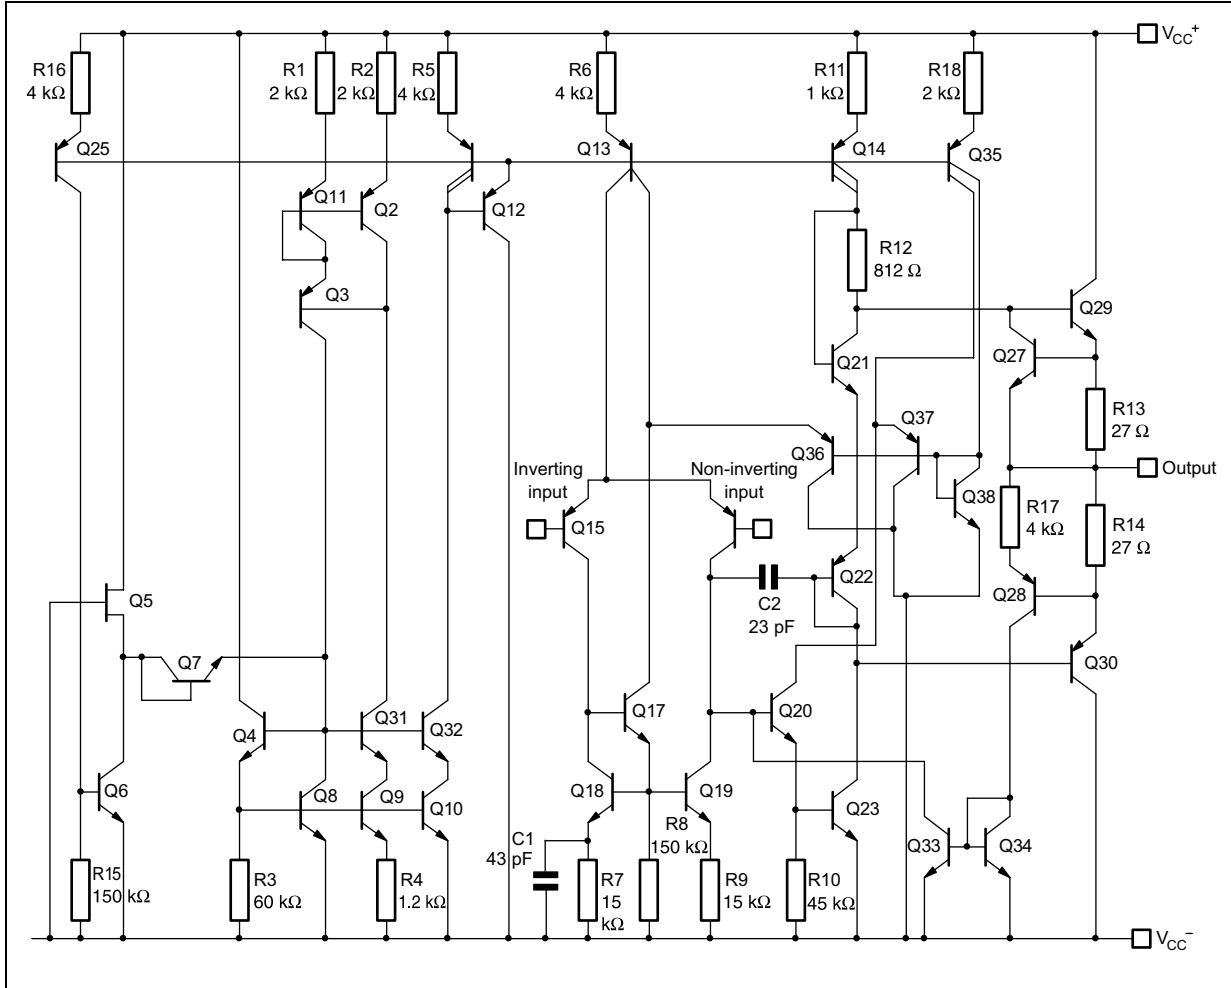 V_CC+
R16
4 kΩ
R1
2 kΩ
R2
2 kΩ
R5
4 kΩ
R6
4 kΩ
R11
1 kΩ
R18
2 kΩ
Q25
Q13
Q14
Q35
Q11
Q2
Q12
R12
812 Ω
Q3
Q29
Q27
Q21
R13
27 Ω
Q37
Q36
Inverting
input
Non-inverting
input
Output
Q15
Q38
R17
4 kΩ
R14
27 Ω
Q5
C2
23 pF
Q22
Q28
Q7
Q30
Q4
Q31
Q32
Q17
Q20
Q6
Q8
Q9
Q10
Q18
Q19
Q23
C1
43 pF
R8
150 kΩ
Q33
Q34
R15
150 kΩ
R3
60 kΩ
R4
1.2 kΩ
R7
15
kΩ
R9
15 kΩ
R10
45 kΩ
V_CC−